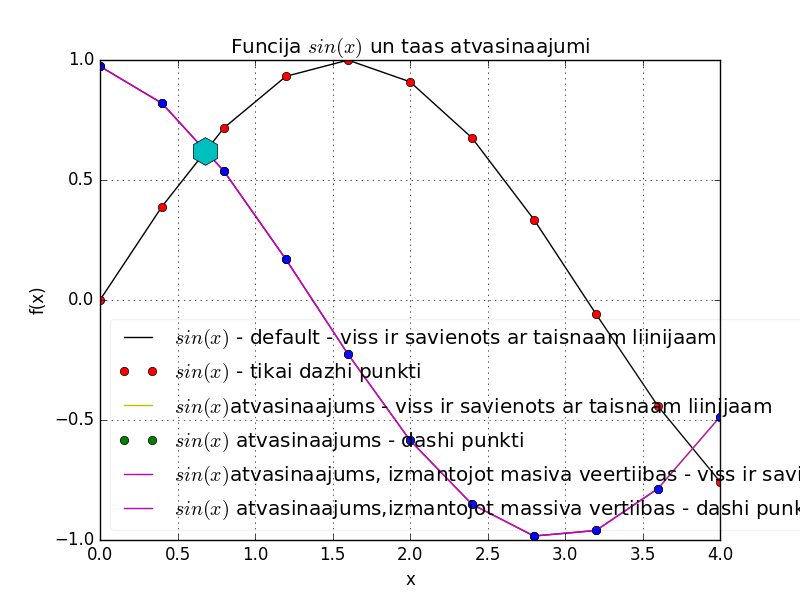 Funcija sin(x) un taas atvasinaajumi
1.0
0.5
0.0
−0.5
−1.0
f(x)
sin(x) - default - viss ir savienots ar taisnaam liinijaam
sin(x) - tikai dazhi punkti
sin(x)atvasinaajums - viss ir savienots ar taisnaam liinijaam
sin(x) atvasinaajums - dashi punkti
sin(x)atvasinaajums, izmantojot masiva veertiibas - viss ir savi
sin(x) atvasinaajums,izmantojot massiva vertiibas - dashi punk
0.0 0.5 1.0 1.5 2.0 2.5 3.0 3.5 4.0
x